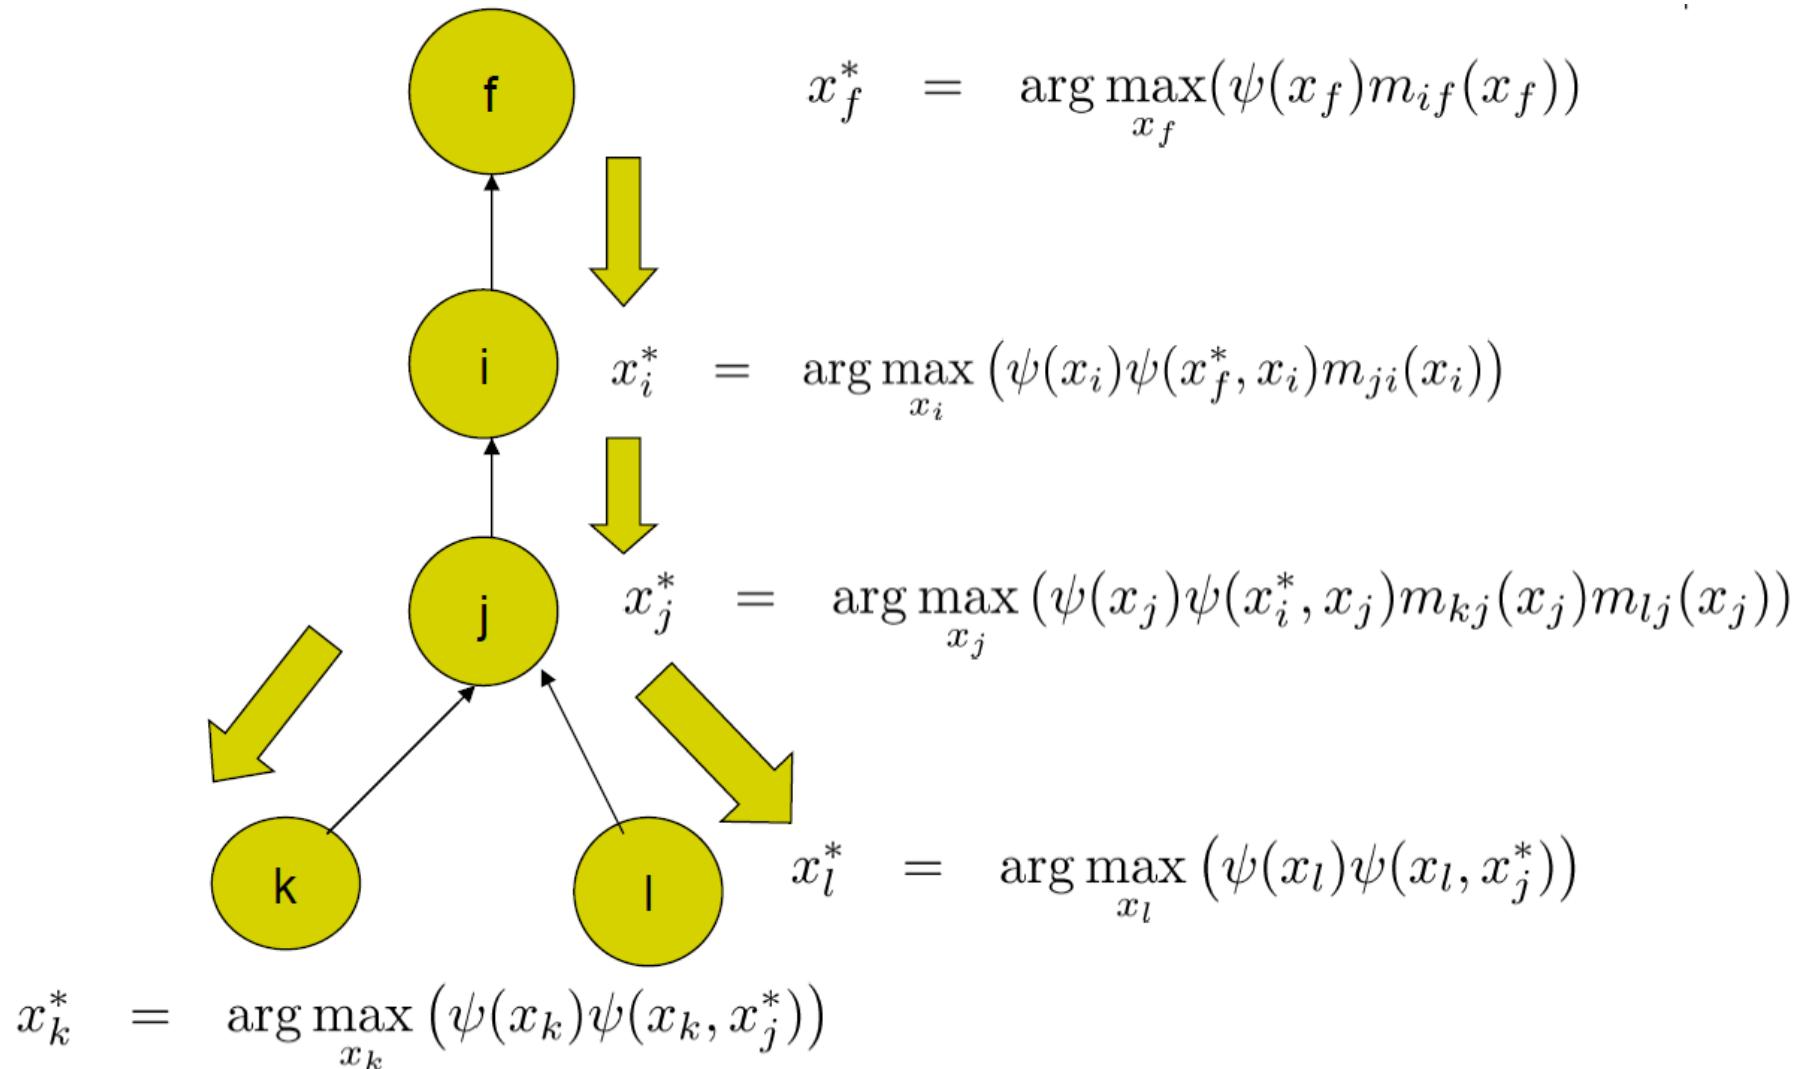 f
x_f^* = arg max_{x_f}(ψ(x_f)m_{if}(x_f))
i
x_i^* = arg max_{x_i} (ψ(x_i)ψ(x_f^*, x_i)m_{ji}(x_i))
j
x_j^* = arg max_{x_j} (ψ(x_j)ψ(x_i^*, x_j)m_{kj}(x_j)m_{lj}(x_j))
k
l
x_l^* = arg max_{x_l} (ψ(x_l)ψ(x_l, x_j^*))
x_k^* = arg max_{x_k} (ψ(x_k)ψ(x_k, x_j^*))